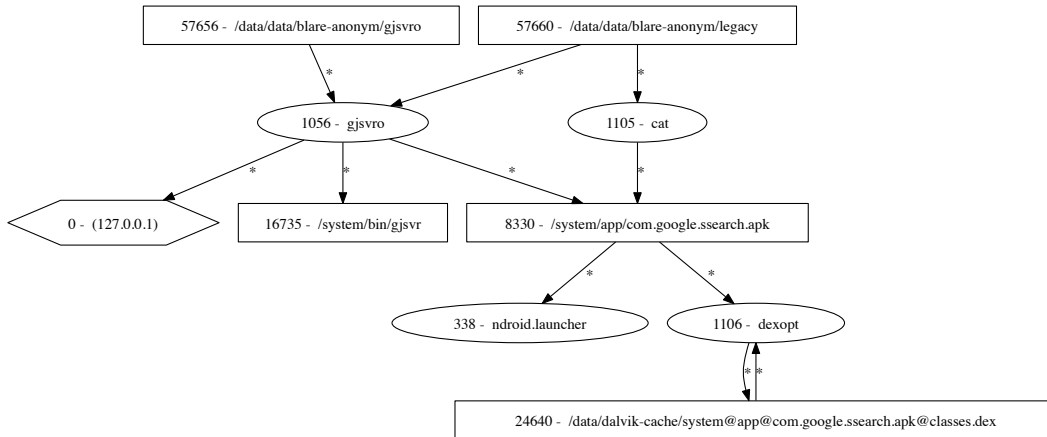 57656 - /data/data/blare-anonym/gjsvro
57660 - /data/data/blare-anonym/legacy
*
*
*
1056 - gjsvro
1105 - cat
*
*
*
*
0 - (127.0.0.1)
16735 - /system/bin/gjsvr
8330 - /system/app/com.google.ssearch.apk
*
*
338 - ndroid.launcher
1106 - dexopt
*
*
24640 - /data/dalvik-cache/system@app@com.google.ssearch.apk@classes.dex